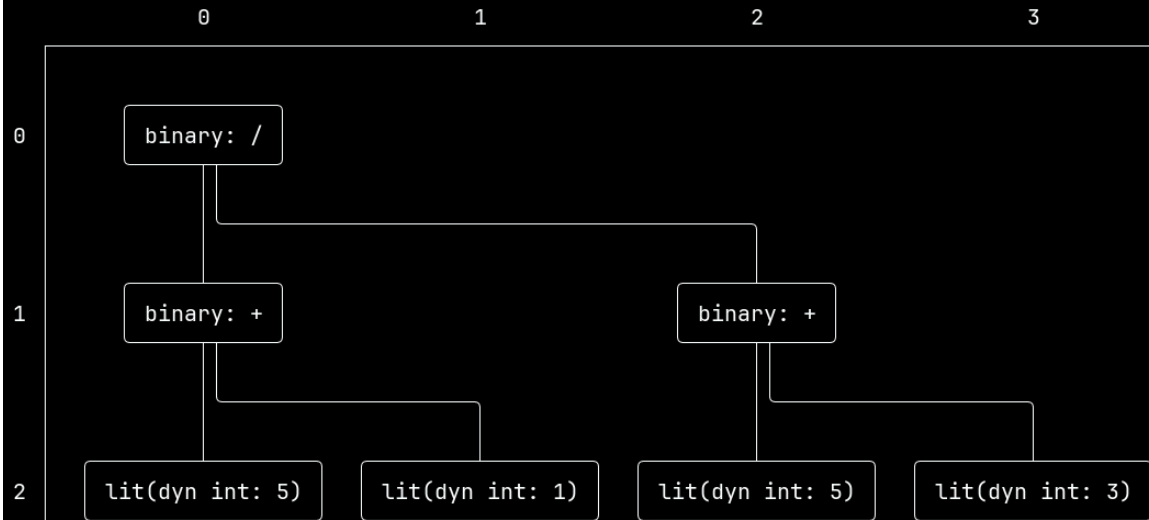 0 1 2 3
0 binary: /
1 binary: + binary: +
2 lit(dyn int: 5) lit(dyn int: 1) lit(dyn int: 5) lit(dyn int: 3)